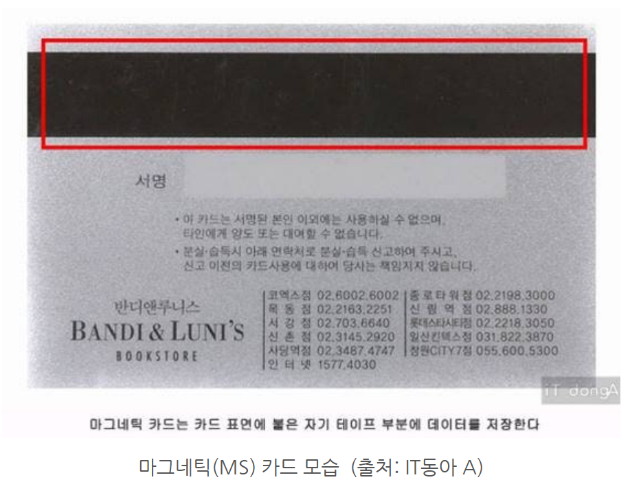 서명
• 이 카드는 서명된 본인 이외에는 사용하실 수 없으며,
타인에게 양도 또는 대여할 수 없습니다.
• 분실·습득시 아래 연락처로 분실·습득 신고하여 주시고,
신고 이전의 카드사용에 대하여 당사는 책임지지 않습니다.
반디앤루니스
BANDI & LUNI'S
BOOKSTORE
코엑스점 02.6002.6002
목동점 02.2163.2251
서강점 02.703.6640
신촌점 02.3145.2920
사당역점 02.3487.4747
인터넷 1577.4030
종로타워점 02.2198.3000
신림역점 02.888.1330
롯데스타시티점 02.2218.3050
일산킨텍스점 031.822.3870
창원CITY7점 055.600.5300
iT dongA
마그네틱 카드는 카드 표면에 붙은 자기 테이프 부분에 데이터를 저장한다
마그네틱(MS) 카드 모습 (출처: IT동아 A)